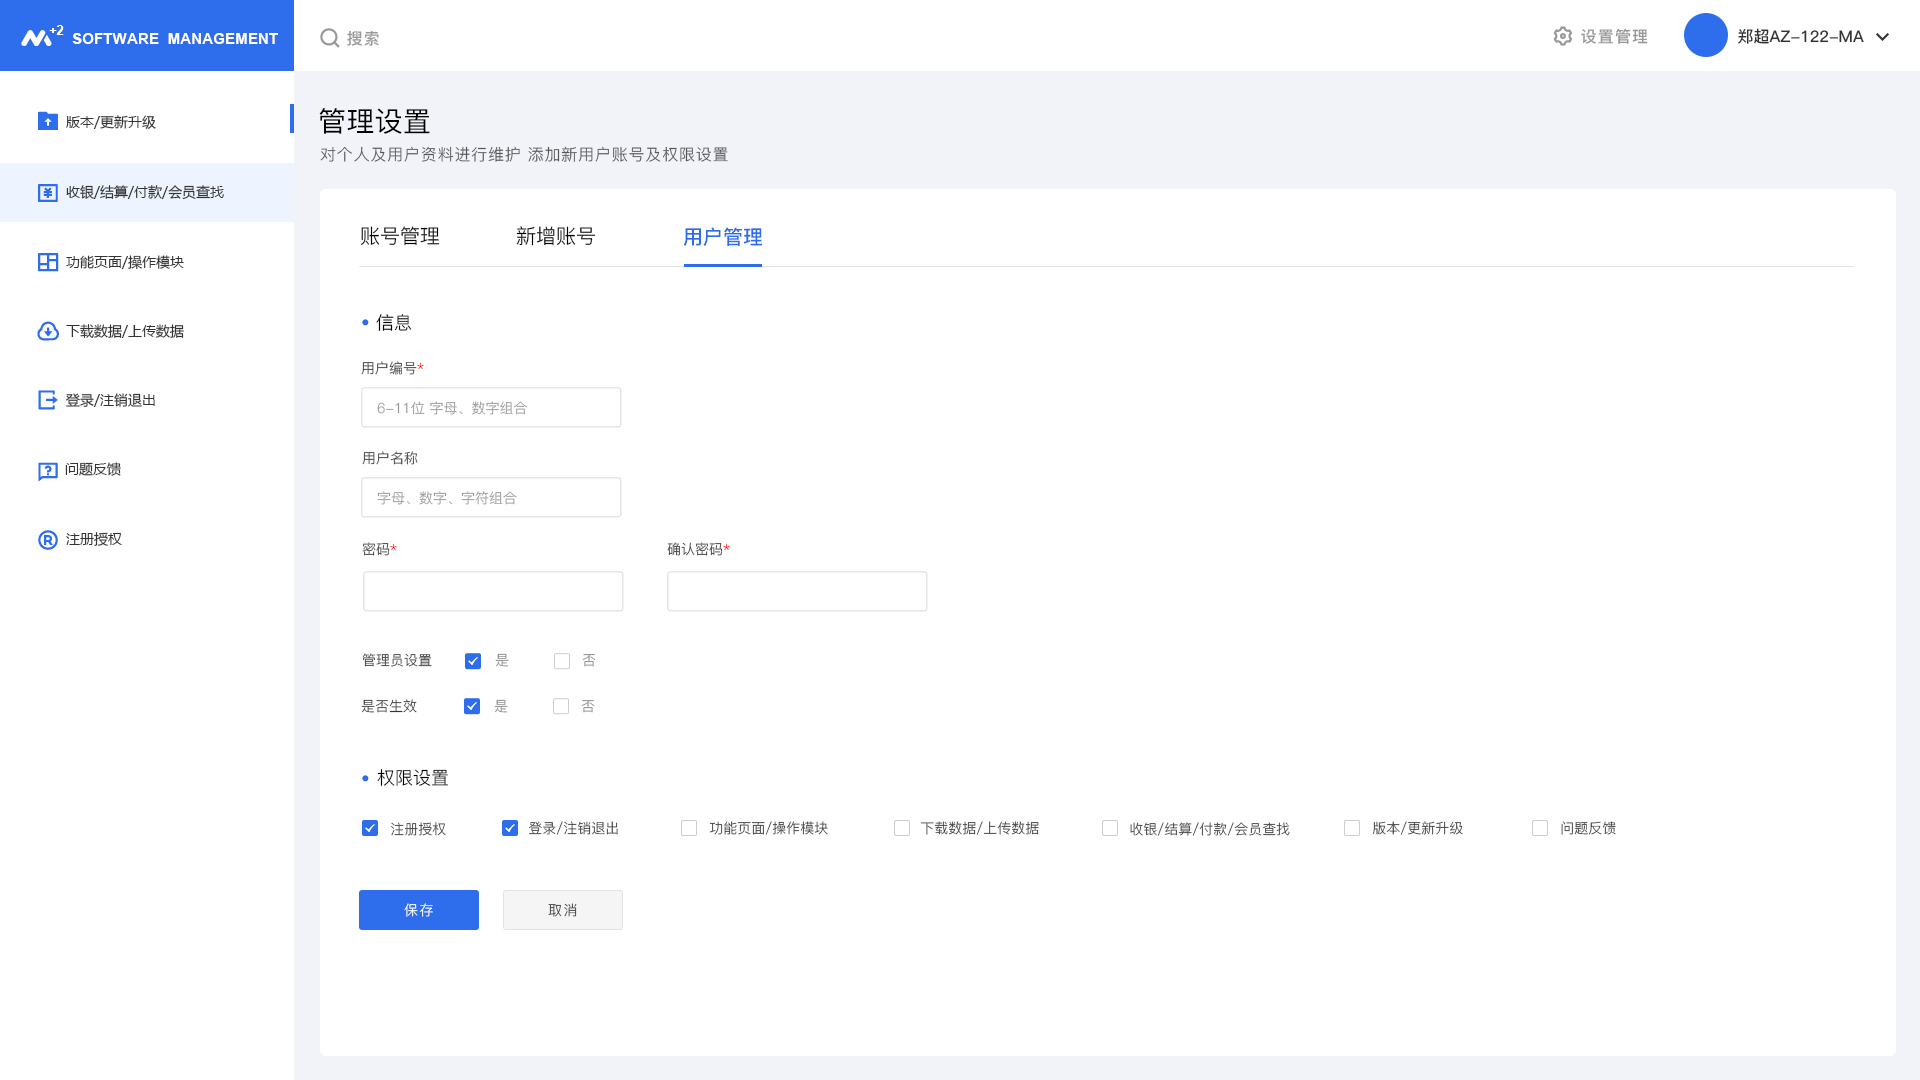 +2 SOFTWARE MANAGEMENT
搜索
设置管理
郑超AZ-122-MA
版本/更新升级
收银/结算/付款/会员查找
功能页面/操作模块
下载数据/上传数据
登录/注销退出
问题反馈
注册授权
管理设置
对个人及用户资料进行维护 添加新用户账号及权限设置
账号管理 新增账号 用户管理
信息
用户编号*
6-11位 字母、数字组合
用户名称
字母、数字、字符组合
密码* 确认密码*
管理员设置 是 否
是否生效 是 否
权限设置
注册授权 登录/注销退出 功能页面/操作模块 下载数据/上传数据 收银/结算/付款/会员查找 版本/更新升级 问题反馈
保存 取消